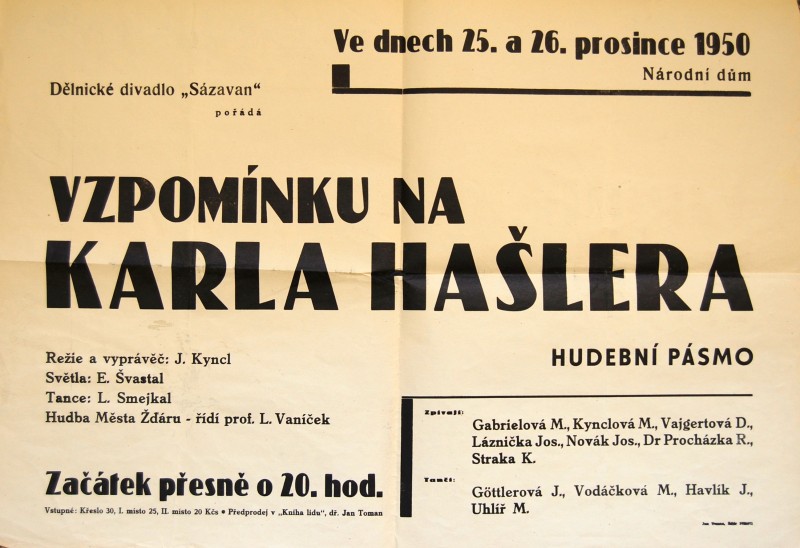 Ve dnech 25. a 26. prosince 1950
Národní dům
Dělnické divadlo „Sázavan“
pořádá
VZPOMÍNKU NA
KARLA HAŠLERA
HUDEBNÍ PÁSMO
Režie a vyprávěč: J. Kyncl
Světla: E. Švastal
Tance: L. Smejkal
Hudba Města Žďáru - řídí prof. L. Vaníček
Začátek přesně o 20. hod.
Vstupné: Křeslo 30, I. místo 25, II. místo 20 Kčs • Předprodej v „Kniha lidu“, dř. Jan Toman
Zpívají:
Gabrielová M., Kynclová M., Vajgertová D.,
Láznička Jos., Novák Jos., Dr Procházka R.,
Straka K.
Tančí:
Göttlerová J., Vodáčková M., Havlík J.,
Uhlíř M.